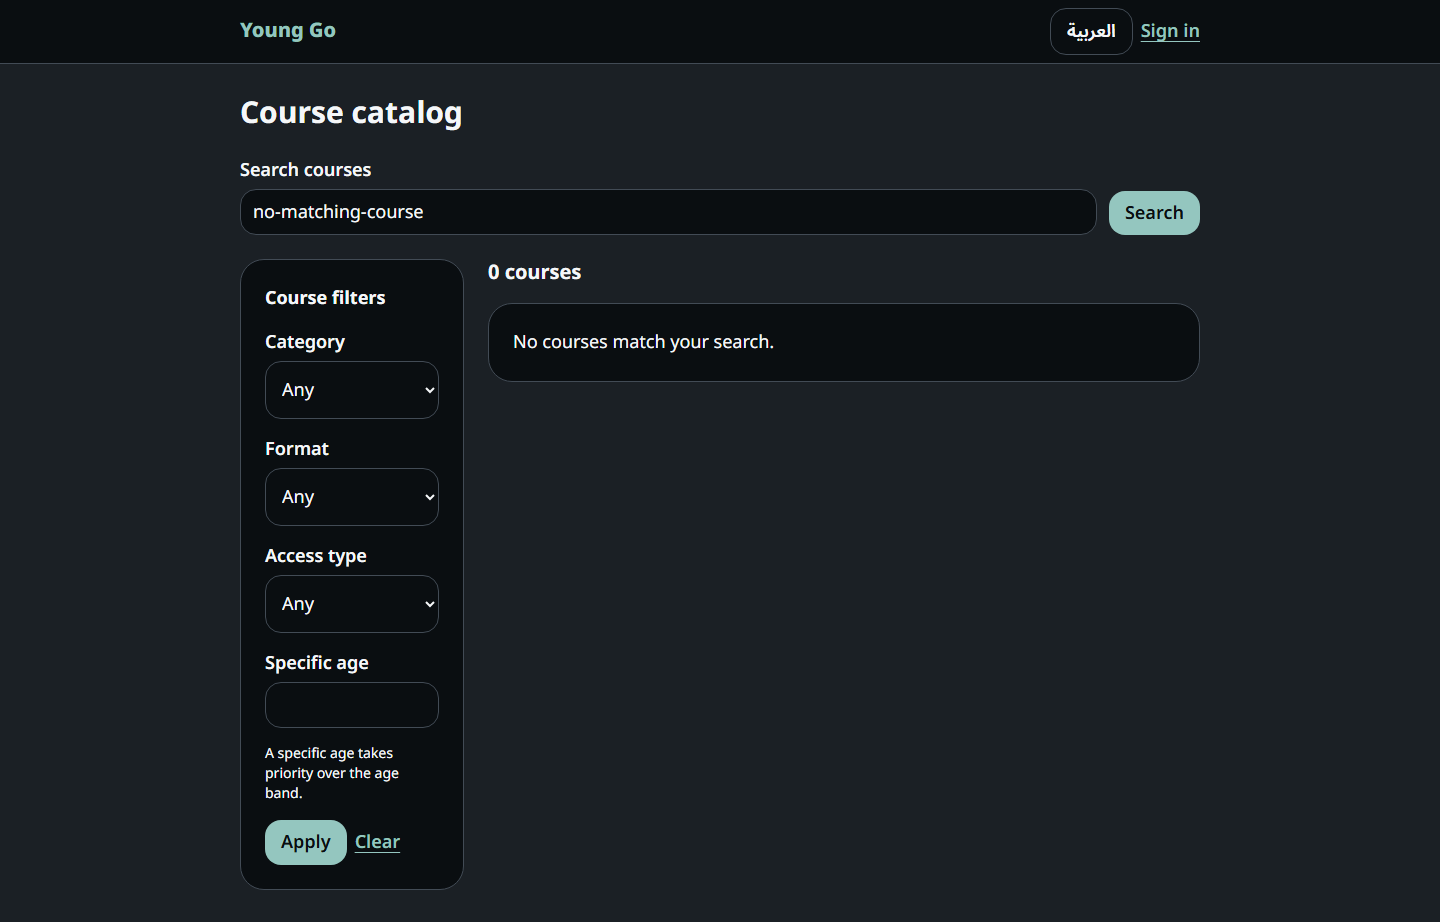 Young Go
العربية
Sign in
Course catalog
Search courses
no-matching-course
Search
Course filters
Category
Any
Format
Any
Access type
Any
Specific age
A specific age takes
priority over the age
band.
Apply
Clear
0 courses
No courses match your search.